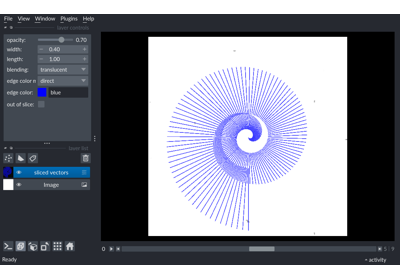 File View Window Plugins Help
layer controls
opacity: 0.70
width: 0.40
length: 1.00
blending: translucent
edge color m direct
edge color: blue
out of slice:
layer list
sliced vectors
Image
0
Ready
activity